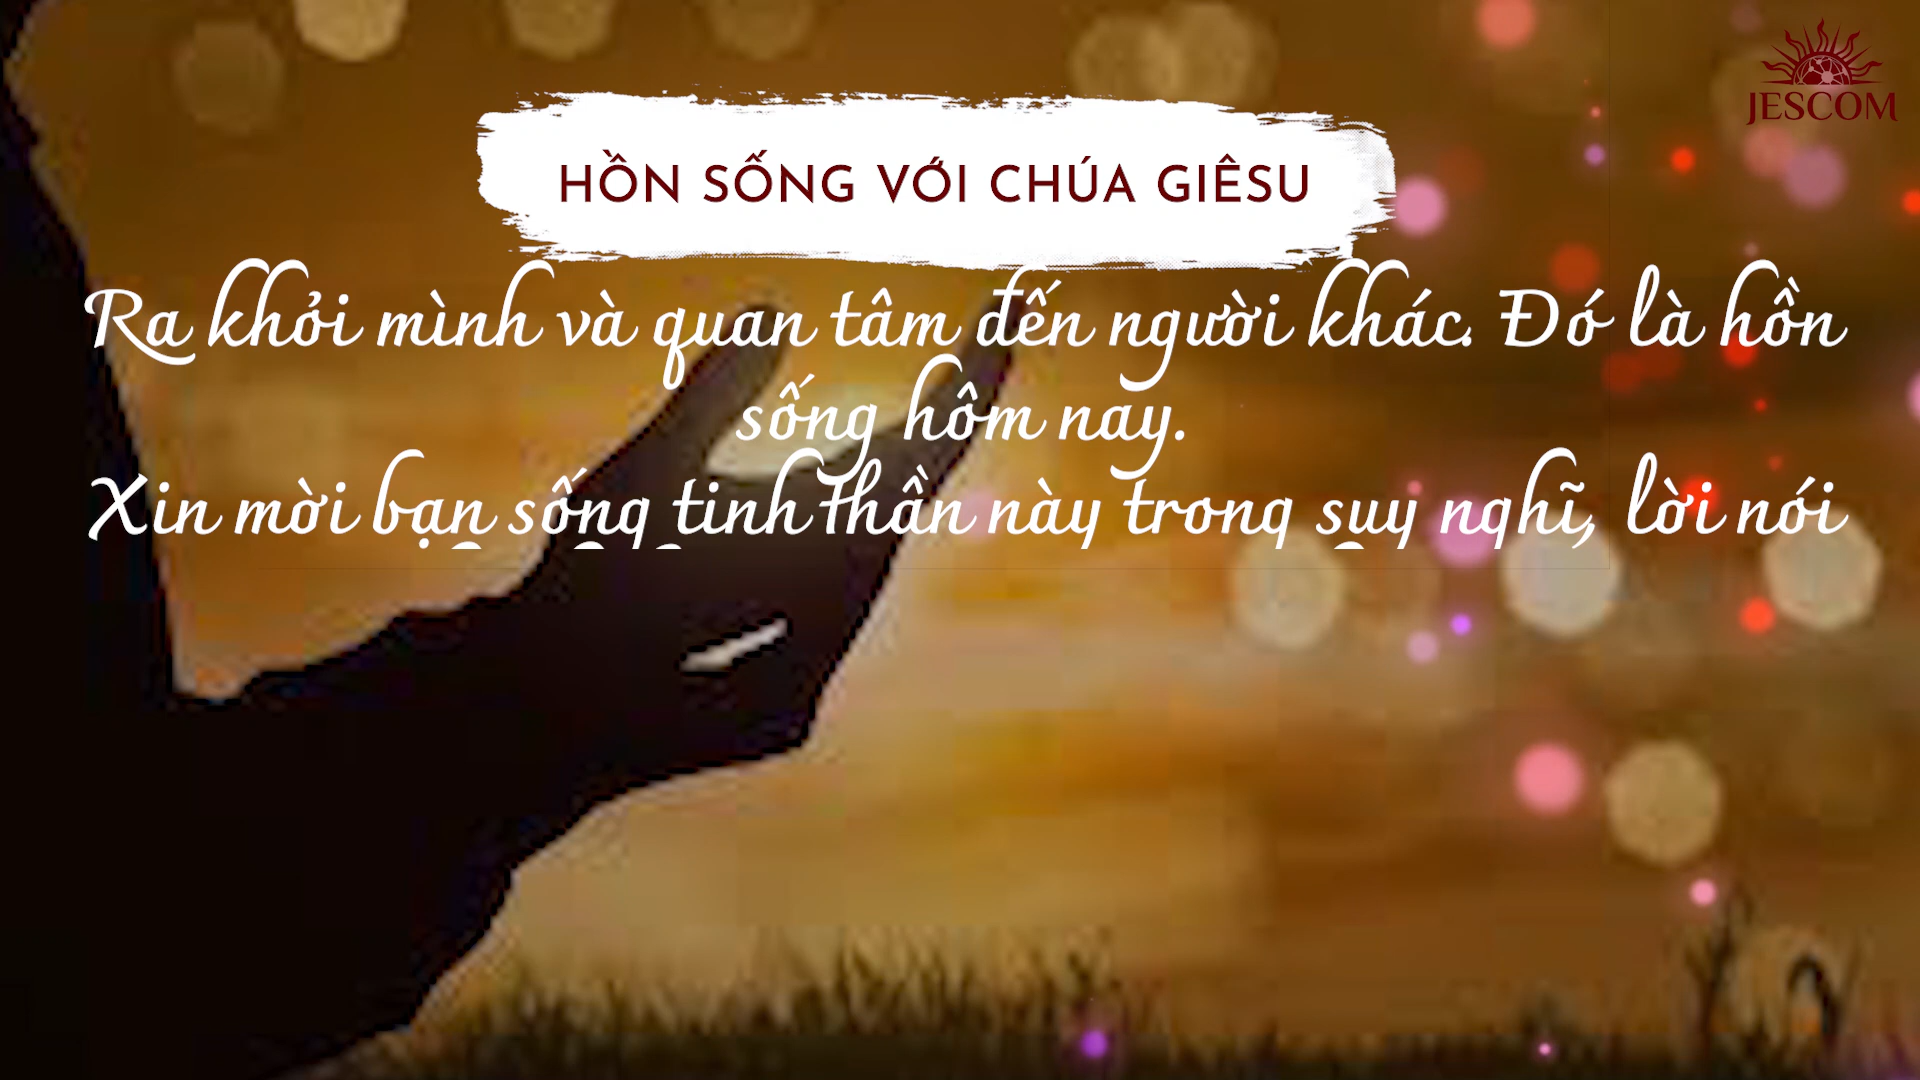 JESCOM
HỒN SỐNG VỚI CHÚA GIÊSU
Ra khỏi mình và quan tâm đến người khác. Đó là hồn
sống hôm nay.
Xin mời bạn sống tinh thần này trong suy nghĩ, lời nói